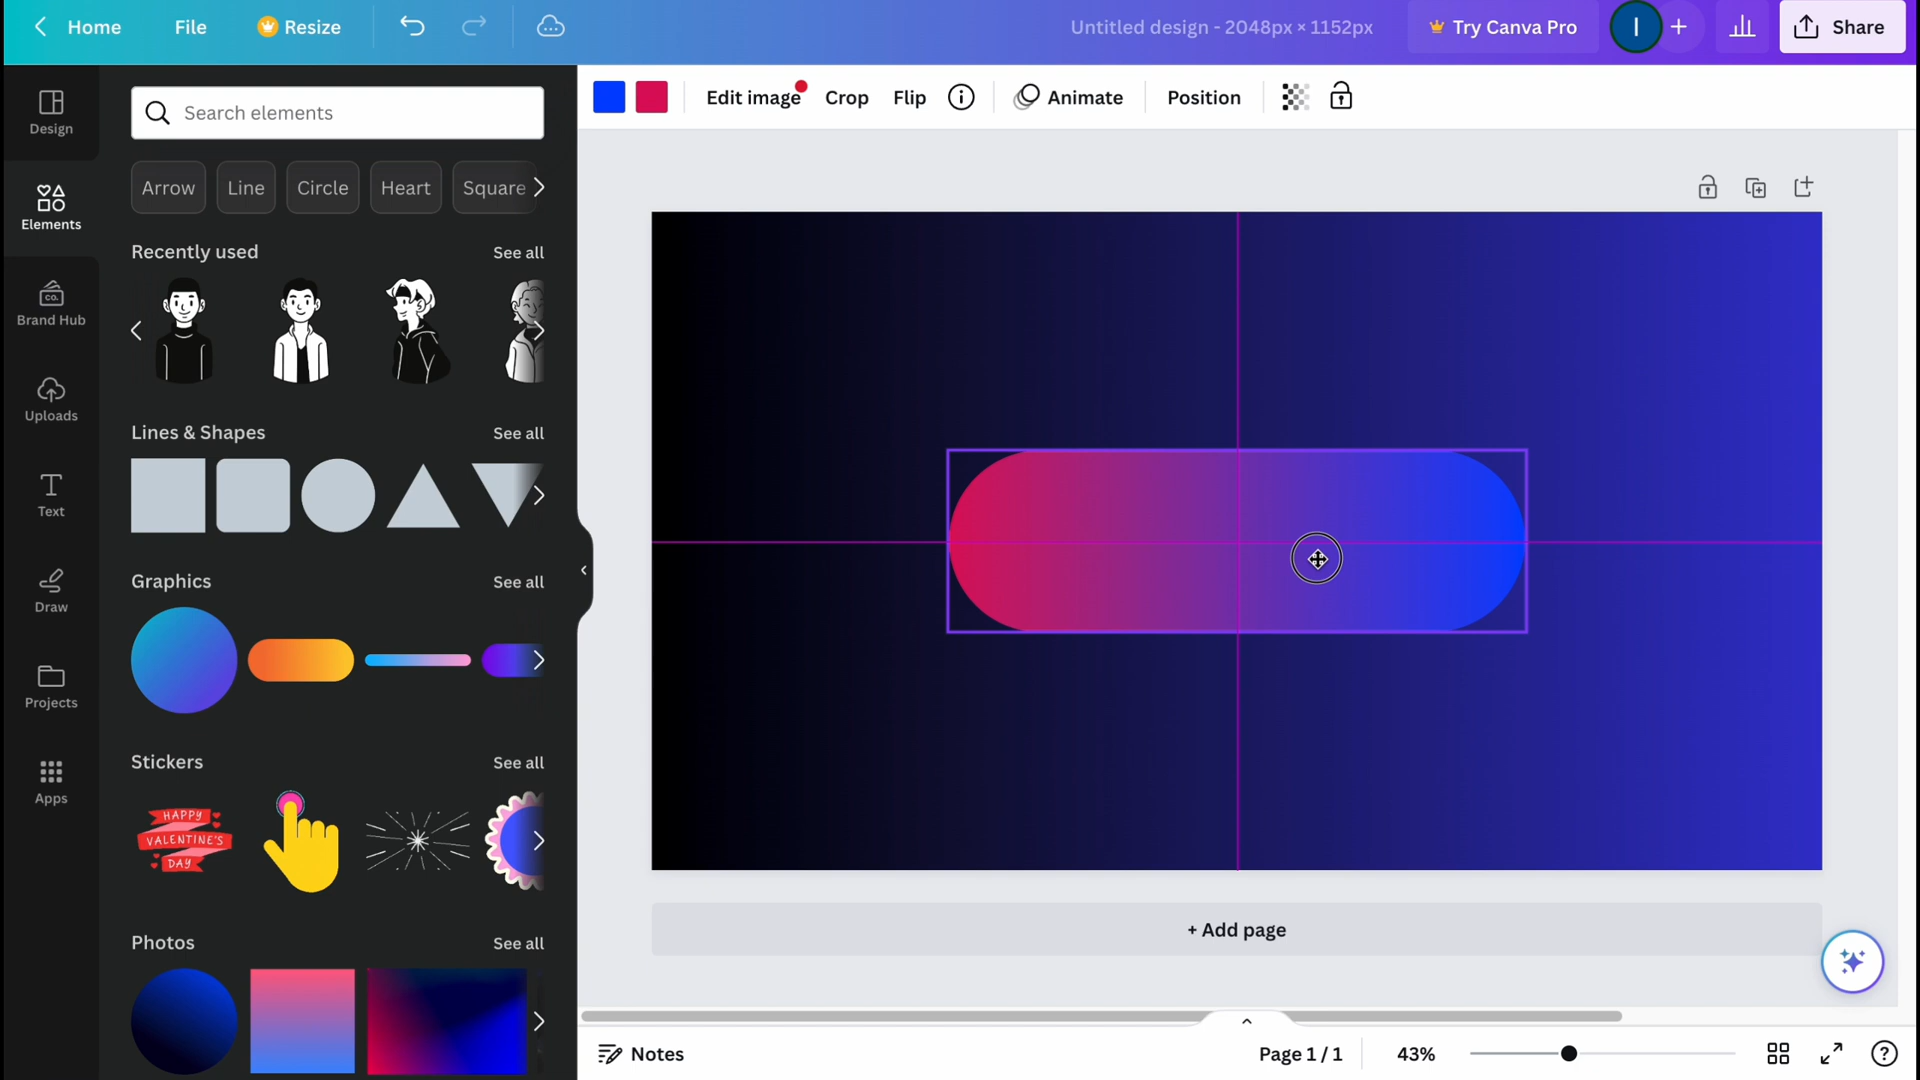 Home
File
Resize
Untitled design - 2048px × 1152px
Try Canva Pro
I
Share
Design
Elements
Brand Hub
CO.
Uploads
Text
Draw
Projects
Apps
Search elements
Arrow
Line
Circle
Heart
Square
Recently used
See all
Lines & Shapes
See all
Graphics
See all
Stickers
See all
HAPPY
VALENTINE'S
DAY
Photos
See all
Edit image
Crop
Flip
Animate
Position
+ Add page
Notes
Page 1 / 1
43%